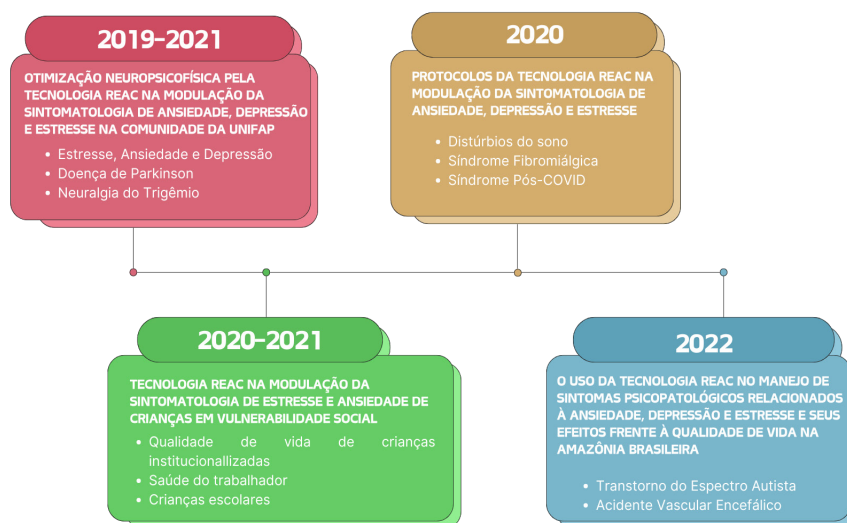 2019-2021
OTIMIZAÇÃO NEUROPSICOFÍSICA PELA
TECNOLOGIA REAC NA MODULAÇÃO DA
SINTOMATOLOGIA DE ANSIEDADE, DEPRESSÃO
E ESTRESSE NA COMUNIDADE DA UNIFAP
• Estresse, Ansiedade e Depressão
• Doença de Parkinson
• Neuralgia do Trigêmio
2020
PROTOCOLOS DA TECNOLOGIA REAC NA
MODULAÇÃO DA SINTOMATOLOGIA DE
ANSIEDADE, DEPRESSÃO E ESTRESSE
• Distúrbios do sono
• Síndrome Fibromiálgica
• Síndrome Pós-COVID
2020-2021
TECNOLOGIA REAC NA MODULAÇÃO DA
SINTOMATOLOGIA DE ESTRESSE E ANSIEDADE DE
CRIANÇAS EM VULNERABILIDADE SOCIAL
• Qualidade de vida de crianças
institucionallizadas
• Saúde do trabalhador
• Crianças escolares
2022
O USO DA TECNOLOGIA REAC NO MANEJO DE
SINTOMAS PSICOPATOLÓGICOS RELACIONADOS
À ANSIEDADE, DEPRESSÃO E ESTRESSE E SEUS
EFEITOS FRENTE À QUALIDADE DE VIDA NA
AMAZÔNIA BRASILEIRA
• Transtorno do Espectro Autista
• Acidente Vascular Encefálico